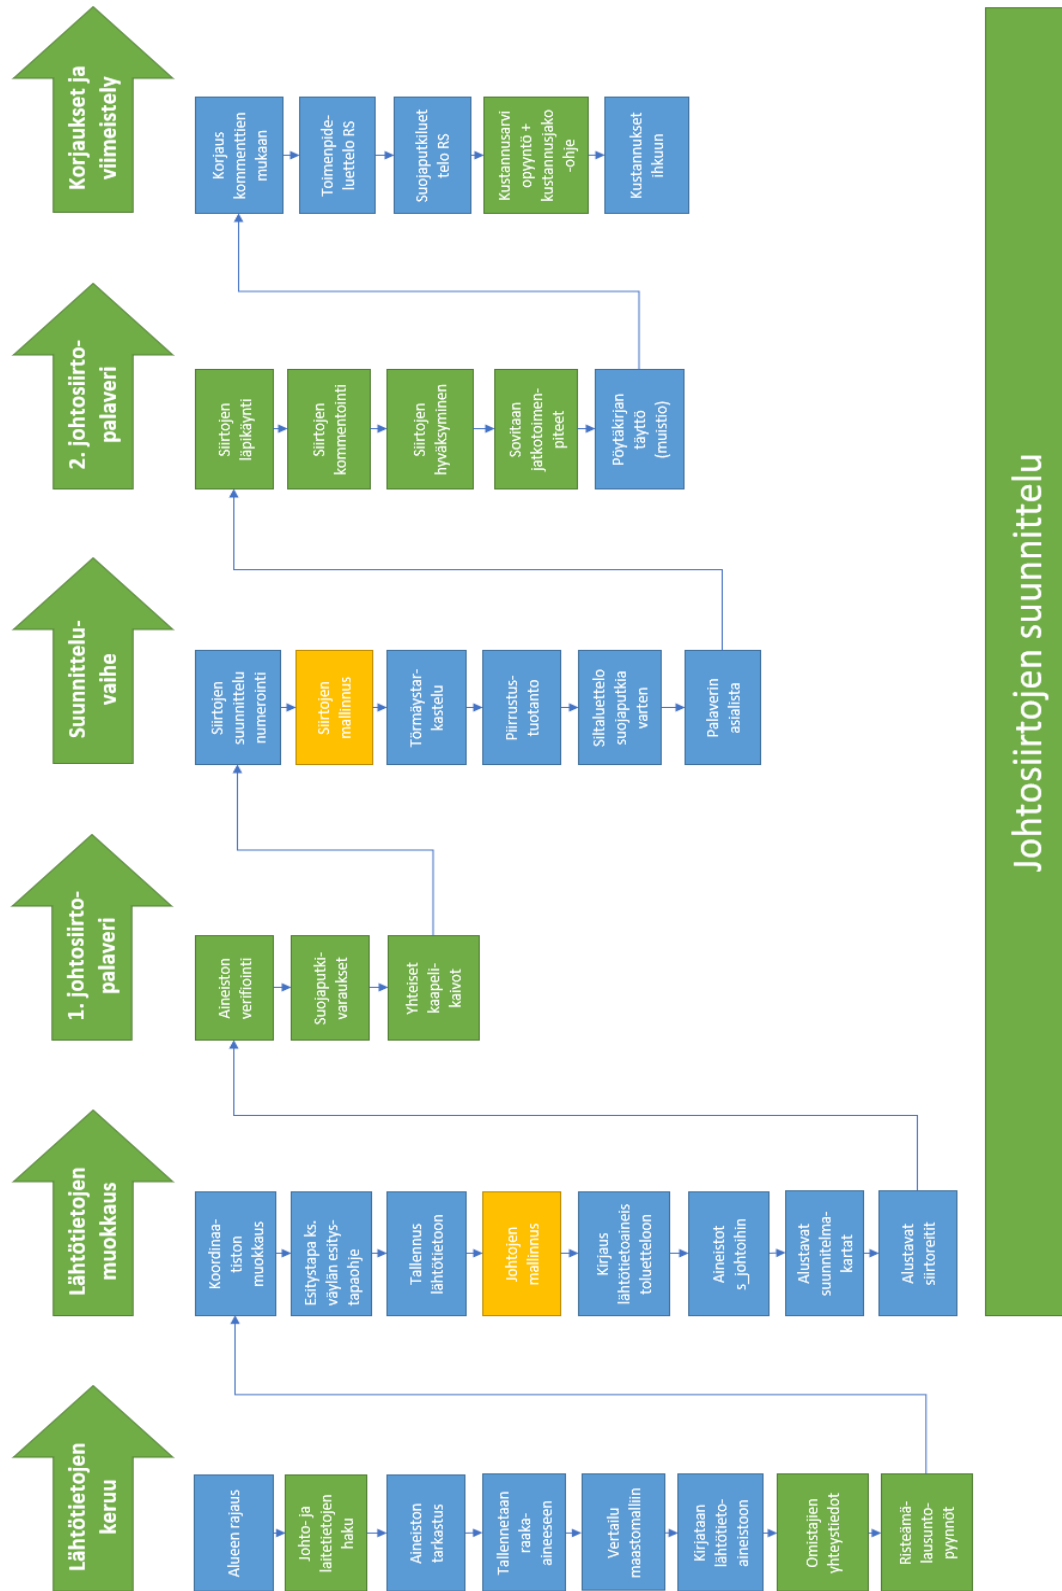 Lähtötietojen
keruu
Alueen rajaus
Johto- ja
laitetietojen
haku
Aineiston
tarkastus
Tallennetaan
raaka-
aineeseen
Vertailu
maastomalliin
Kirjataan
lähtötieto-
aineistoon
Omistajien
yhteystiedot
Risteämä-
lausunto-
pyynnöt
Lähtötietojen
muokkaus
Koordinaa-
tiston
muokkaus
Esitystapa ks.
väylän esitys-
tapaohje
Tallennus
lähtötietoon
Johtojen
mallinnus
Kirjaus
lähtötietoaineis
toluetteloon
Aineistot
s_johtoihin
Alustavat
suunnitelma-
kartat
Alustavat
siirtoreitit
1. johtosiirto-
palaveri
Aineiston
verifiointi
Suojaputki-
varaukset
Yhteiset
kaapeli-
kaivot
Suunnittelu-
vaihe
Siirtojen
suunnittelu
numerointi
Siirtojen
mallinnus
Törmäystar-
kastelu
Piirrustus-
tuotanto
Siltaluettelo
suojaputkia
varten
Palaverin
asialista
2. johtosiirto-
palaveri
Siirtojen
läpikäynti
Siirtojen
kommentointi
Siirtojen
hyväksyminen
Sovitaan
jatkotoimen-
piteet
Pöytäkirjan
täyttö
(muistio)
Korjaukset ja
viimeistely
Korjaus
kommenttien
mukaan
Toimenpide-
luettelo RS
Suojaputkiluet
telo RS
Kustannusarvi
opyyntö +
kustannusjako
-ohje
Kustannukset
ihkuun
Johtosiirtojen suunnittelu